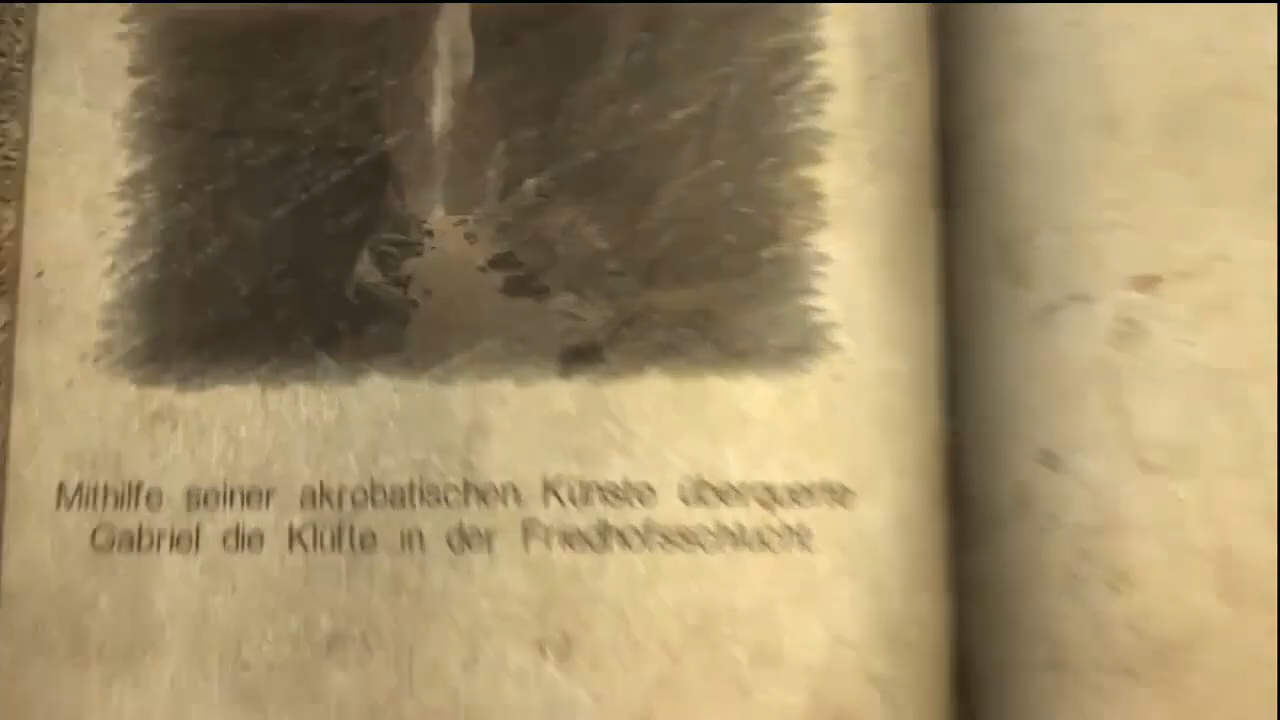 Mithilfe seiner akrobatischen Künste überquerte
Gabriel die Klüfte in der Friedhofsschlucht